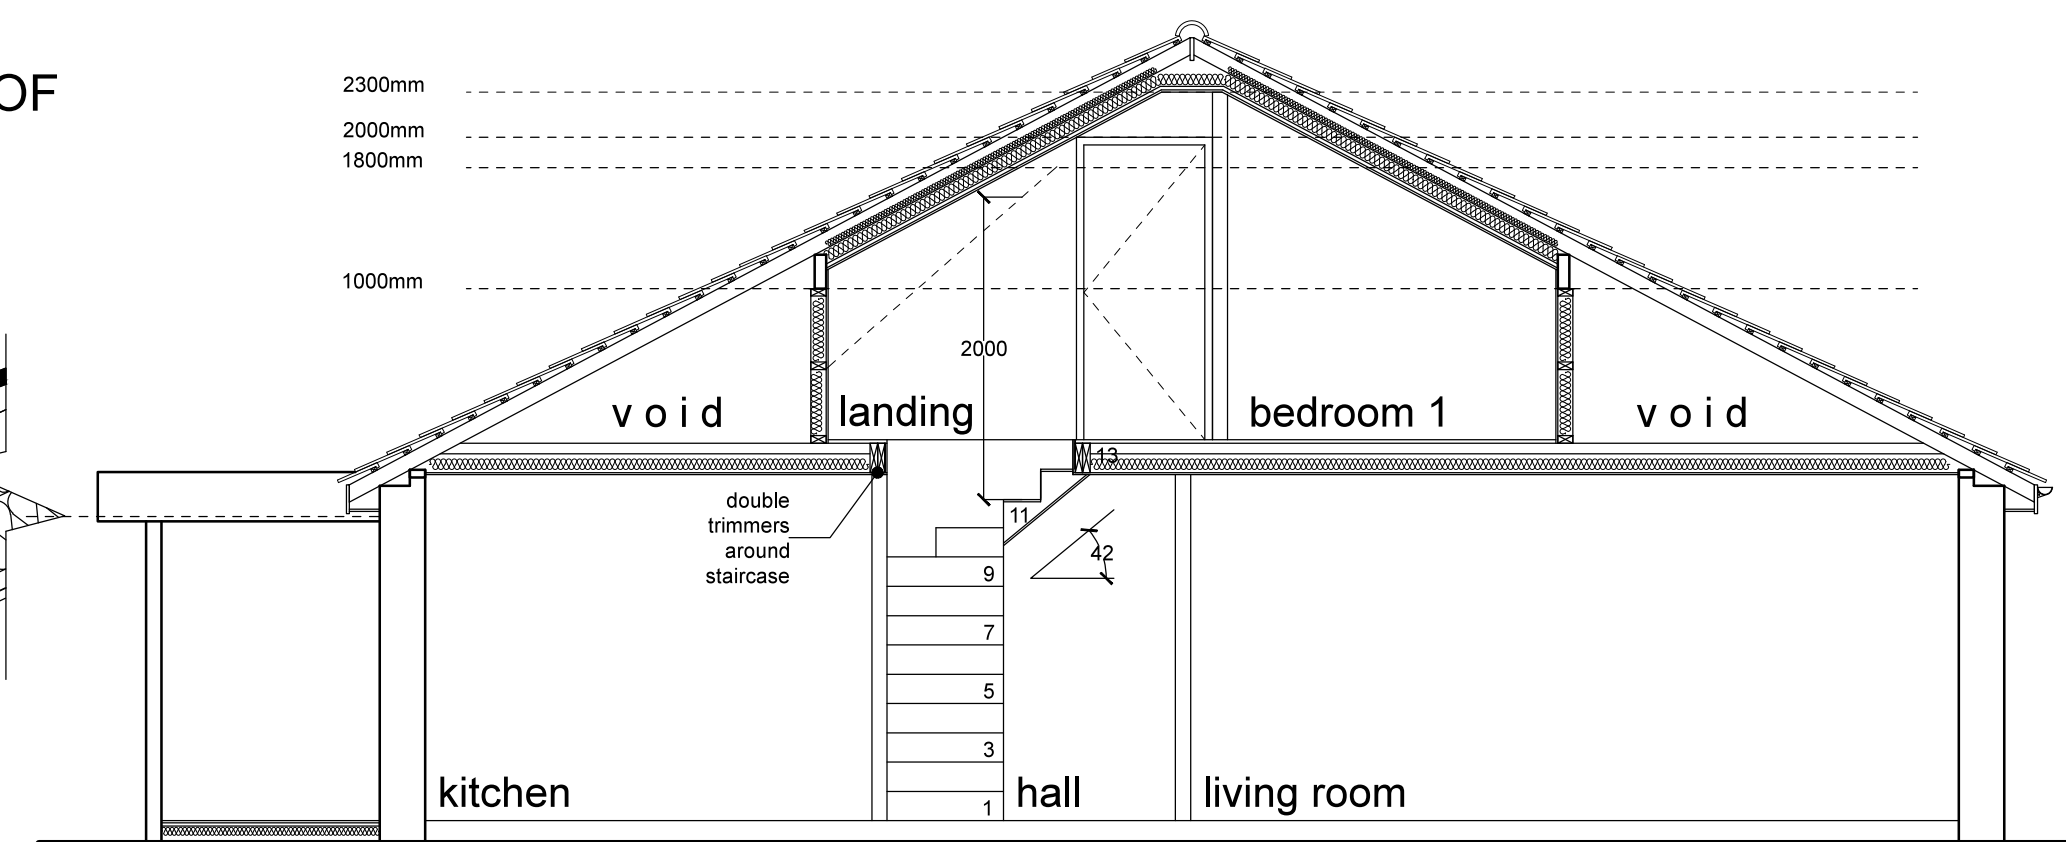 OF
2300mm
2000mm
1800mm
1000mm
2000
void
landing
bedroom 1
void
13
double
trimmers
around
staircase
11
42
9
7
5
3
1
kitchen
hall
living room